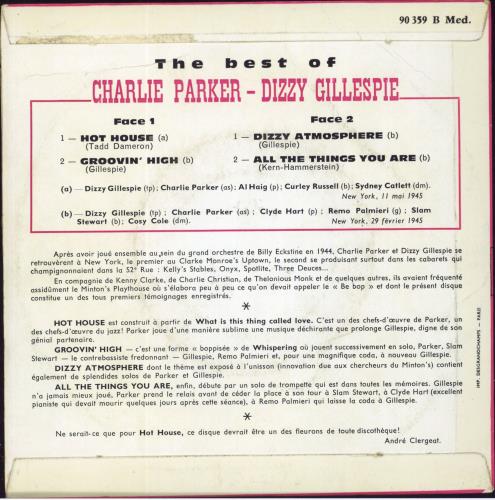 90 359 B Med.
The best of
CHARLIE PARKER - DIZZY GILLESPIE
Face 1
1 — HOT HOUSE (a)
(Tadd Dameron)
2 - GROOVIN' HIGH (b)
(Gillespie)
Face 2
1 — DIZZY ATMOSPHERE (b)
(Gillespie)
2 - ALL THE THINGS YOU ARE (b)
(Kern-Hammerstein)
(a) — Dizzy Gillespie (tp); Charlie Parker (as); Al Haig (p); Curley Russell (b); Sydney Catlett (dm).
New York, 11 mai 1945
(b) — Dizzy Gillespie (tp) ; Charlie Parker (as) ; Clyde Hart (p) ; Remo Palmieri (g) ; Slam
Stewart (b) ; Cosy Cole (dm).
New York, 29 février 1945
Après avoir joué ensemble au sein du grand orchestre de Billy Eckstine en 1944, Charlie Parker et Dizzy Gillespie se
retrouvèrent à New York, le premier au Clarke Monroe's Uptown, le second se produisant surtout dans les cabarets qui
champignonnaient dans la 52e Rue : Kelly's Stables, Onyx, Spotlite, Three Deuces...
En compagnie de Kenny Clarke, de Charlie Christian, de Thelonious Monk et de quelques autres, ils avaient fréquenté
assidûment le Minton's Playthouse où s'élabora peu à peu ce qu'on devait appeler le « Be bop » et dont le présent disque
constitue un des tous premiers témoignages enregistrés.
*
HOT HOUSE est construit à partir de What is this thing called love. C'est un des chefs-d'œuvre de Parker, un
des chefs-d'œuvre du jazz! Parker joue d'une manière sublime une musique déchirante que prolonge Gillespie, digne de son
génial partenaire.
GROOVIN' HIGH — c'est une forme « boppisée » de Whispering où jouent successivement en solo, Parker, Slam
Stewart — le contrebassiste fredonnant — Gillespie, Remo Palmieri et, pour une magnifique coda, à nouveau Gillespie.
DIZZY ATMOSPHERE dont le thème est exposé à l'unisson (innovation due aux chercheurs du Minton's) contient
également de splendides solos de Parker et Gillespie.
ALL THE THINGS YOU ARE, enfin, débute par un solo de trompette qui est dans toutes les mémoires. Gillespie
n'a jamais mieux joué, Parker prend le relais avant de céder la place à son tour à Slam Stewart, à Clyde Hart (excellent
pianiste qui devait mourir quelques jours après cette séance), à Remo Palmieri qui laisse la coda à Gillespie.
*
Ne serait-ce que pour Hot House, ce disque devrait être un des fleurons de toute discothèque!
André Clergeat.
IMP. DESGRANDCHAMPS — PARIS